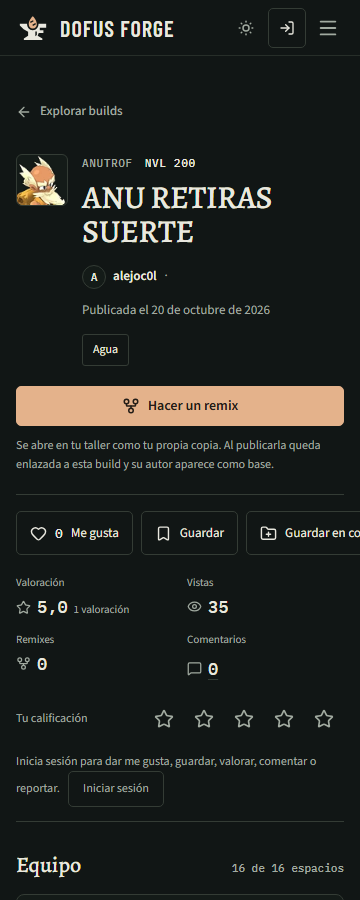 DOFUS FORGE
Explorar builds
ANUTROF NVL 200
ANU RETIRAS
SUERTE
A alejoc0l ·
Publicada el 20 de octubre de 2026
Agua
Hacer un remix
Se abre en tu taller como tu propia copia. Al publicarla queda
enlazada a esta build y su autor aparece como base.
0 Me gusta
Guardar
Guardar en co
Valoración
Vistas
5,0 1 valoración
35
Remixes
Comentarios
0
0
Tu calificación
Inicia sesión para dar me gusta, guardar, valorar, comentar o
reportar. Iniciar sesión
Equipo
16 de 16 espacios